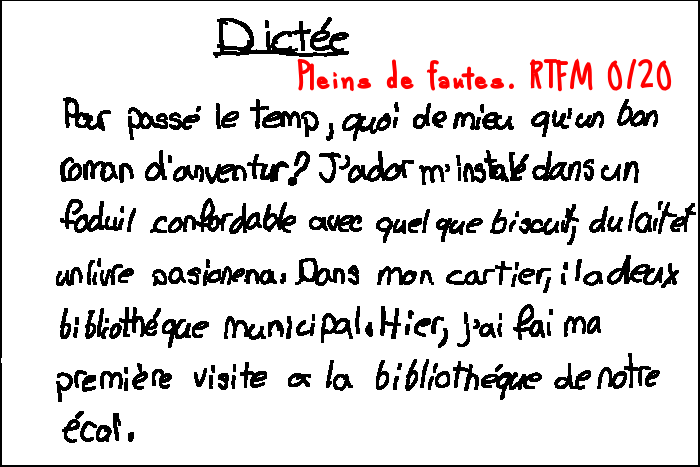 Dictée
Pleins de fautes. RTFM 0/20
Pour passé le temp, quoi de mieu qu'un bon
roman d'anventur? J'ador m'instalé dans un
foduil confordable avec quel que biscuit, du lait et
un livre pasionena. Dans mon cartier, il a deux
bibliothéque municipal. Hier, j'ai fai ma
première visite a la bibliothéque de notre
écol.